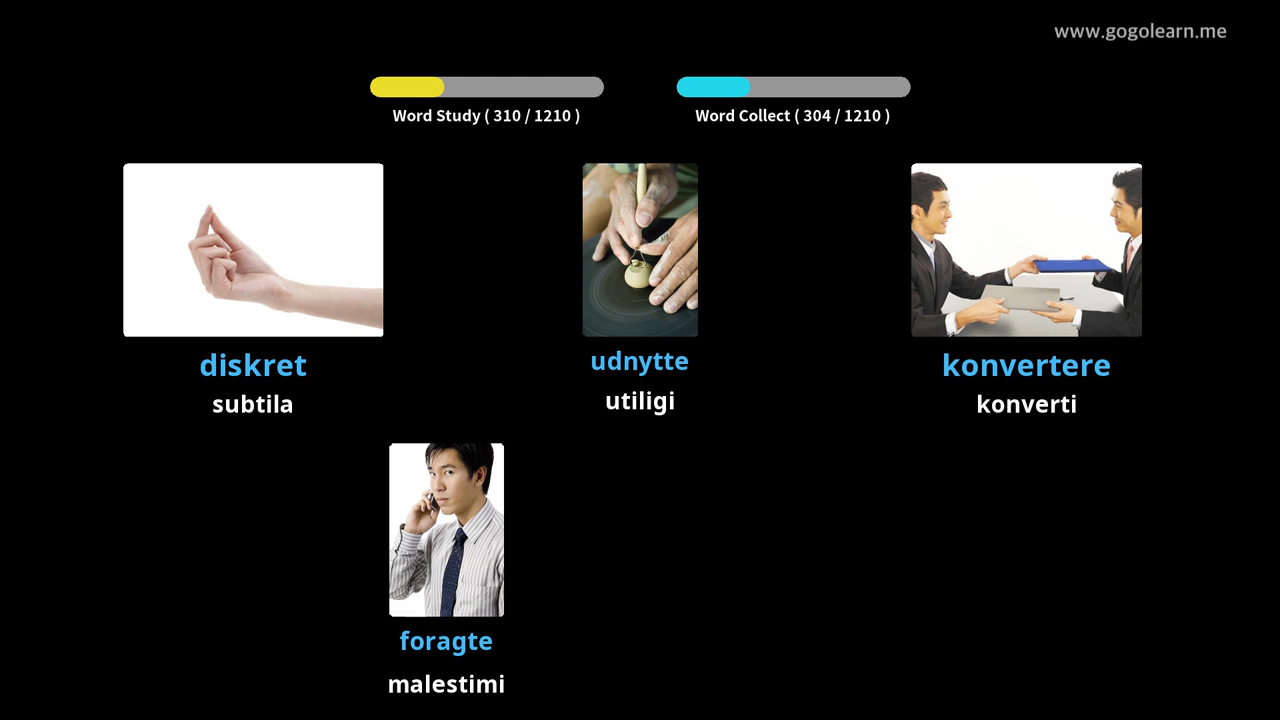 www.gogolearn.me
Word Study ( 310 / 1210 )
Word Collect ( 304 / 1210 )
diskret
subtila
udnytte
utiligi
konvertere
konverti
foragte
malestimi